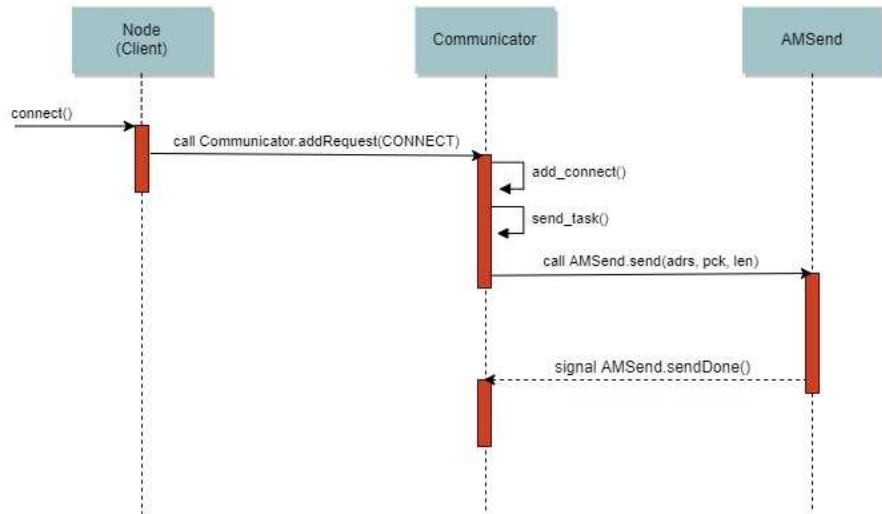 Node
(Client)
Communicator
AMSend
connect()
call Communicator.addRequest(CONNECT)
add_connect()
send_task()
call AMSend.send(adrs, pck, len)
signal AMSend.sendDone()